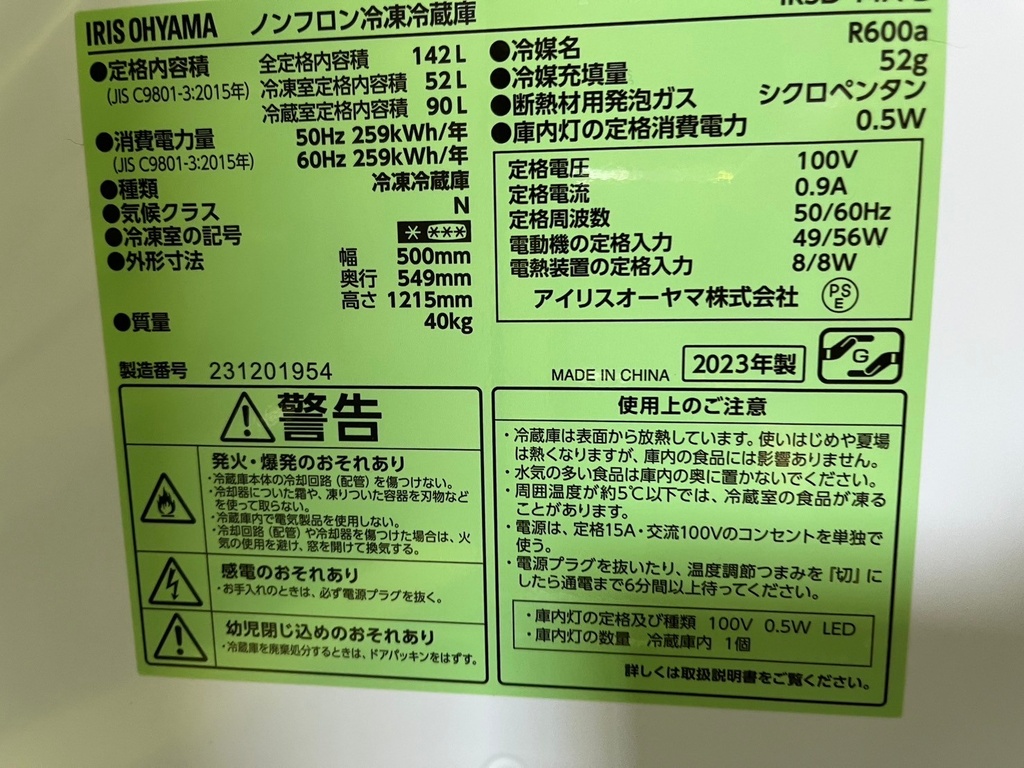 IRIS OHYAMA ノンフロン冷凍冷蔵庫
●定格内容積 全定格内容積 142L
(JIS C9801-3:2015年) 冷凍室定格内容積 52L
冷蔵室定格内容積 90L
●消費電力量 50Hz 259kWh/年
(JIS C9801-3:2015年) 60Hz 259kWh/年
●種類 冷凍冷蔵庫
●気候クラス N
●冷凍室の記号
●外形寸法 幅 500mm
奥行 549mm
高さ 1215mm
●質量 40kg
製造番号 231201954
●冷媒名 R600a
●冷媒充填量 52g
●断熱材用発泡ガス シクロペンタン
●庫内灯の定格消費電力 0.5W
定格電圧 100V
定格電流 0.9A
定格周波数 50/60Hz
電動機の定格入力 49/56W
電熱装置の定格入力 8/8W
アイリスオーヤマ株式会社 PSE
MADE IN CHINA 2023年製 G
警告
発火・爆発のおそれあり
・冷蔵庫本体の冷却回路(配管)を傷つけない。
・冷却器についた霜や、凍りついた容器を刃物など
を使って取らない。
・冷蔵庫内で電気製品を使用しない。
・冷却回路(配管)や冷却器を傷つけた場合は、火
気の使用を避け、窓を開けて換気する。
感電のおそれあり
・お手入れのときは、必ず電源プラグを抜く。
幼児閉じ込めのおそれあり
・冷蔵庫を廃棄処分するときは、ドアパッキンをはずす。
使用上のご注意
・冷蔵庫は表面から放熱しています。使いはじめや夏場
は熱くなりますが、庫内の食品には影響ありません。
・水気の多い食品は庫内の奥に置かないでください。
・周囲温度が約5℃以下では、冷蔵室の食品が凍る
ことがあります。
・電源は、定格15A・交流100Vのコンセントを単独で
使う。
・電源プラグを抜いたり、温度調節つまみを『切』に
したら通電まで6分間以上待ってください。
・庫内灯の定格及び種類 100V 0.5W LED
・庫内灯の数量 冷蔵庫内 1個
詳しくは取扱説明書をご覧ください。